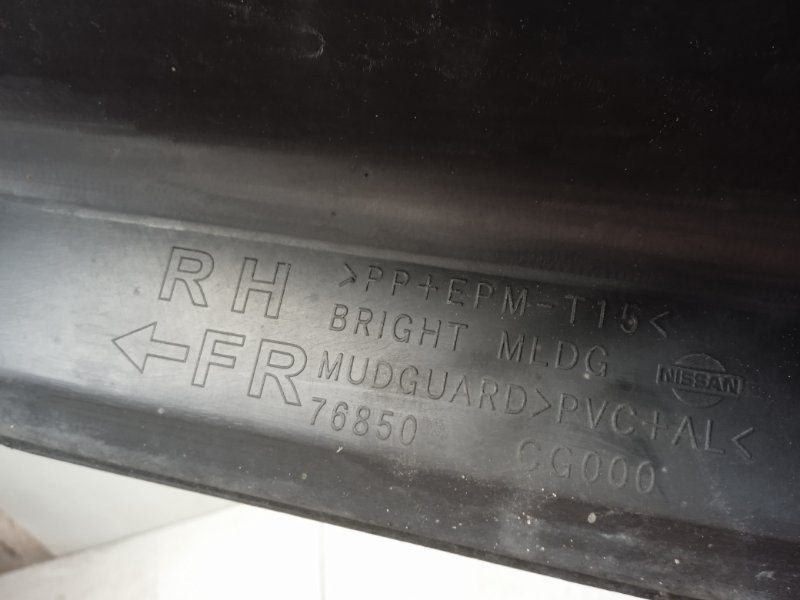 RH >PP+EPM-T15<
BRIGHT MLDG
←FR MUDGUARD>PVC+AL<
NISSAN
76850 CG000